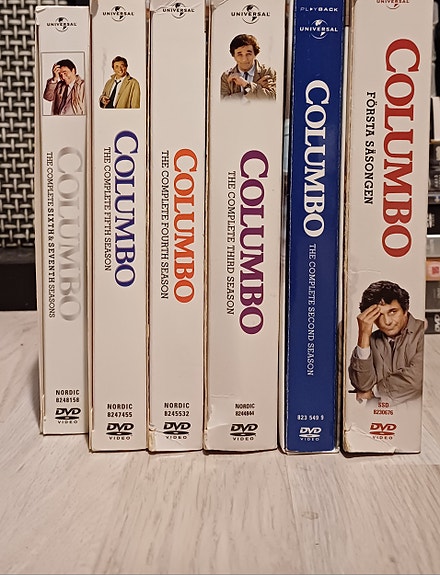 UNIVERSAL
COLUMBO
THE COMPLETE SIXTH & SEVENTH SEASONS
NORDIC
8248158
DVD
VIDEO
UNIVERSAL
COLUMBO
THE COMPLETE FIFTH SEASON
NORDIC
8247455
DVD
VIDEO
UNIVERSAL
COLUMBO
THE COMPLETE FOURTH SEASON
NORDIC
8245532
DVD
VIDEO
UNIVERSAL
COLUMBO
THE COMPLETE THIRD SEASON
NORDIC
8244844
DVD
VIDEO
PLAYBACK
UNIVERSAL
COLUMBO
THE COMPLETE SECOND SEASON
823 549 9
DVD
VIDEO
UNIVERSAL
COLUMBO
FÖRSTA SÄSONGEN
SSD
8230676
DVD
VIDEO